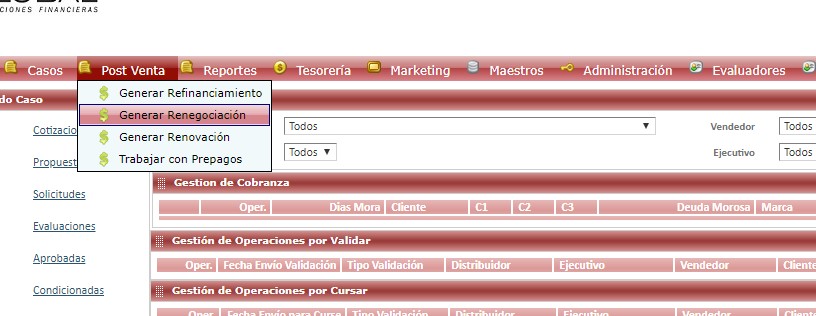 CIONES FINANCIERAS
Casos Post Venta Reportes Tesorería Marketing Maestros Administración Evaluadores
do Caso
Generar Refinanciamiento
Generar Renegociación
Generar Renovación
Trabajar con Prepagos
Cotizacio
Propuest
Solicitudes
Evaluaciones
Aprobadas
Condicionadas
Todos Vendedor Todos
Todos Ejecutivo Todos
Gestion de Cobranza
Oper. Dias Mora Cliente C1 C2 C3 Deuda Morosa Marca
Gestión de Operaciones por Validar
Oper. Fecha Envío Validación Tipo Validación Distribuidor Ejecutivo Vendedor Cliente
Gestión de Operaciones por Cursar
Oper. Fecha Envío para Curse Tipo Validación Distribuidor Ejecutivo Vendedor Cliente